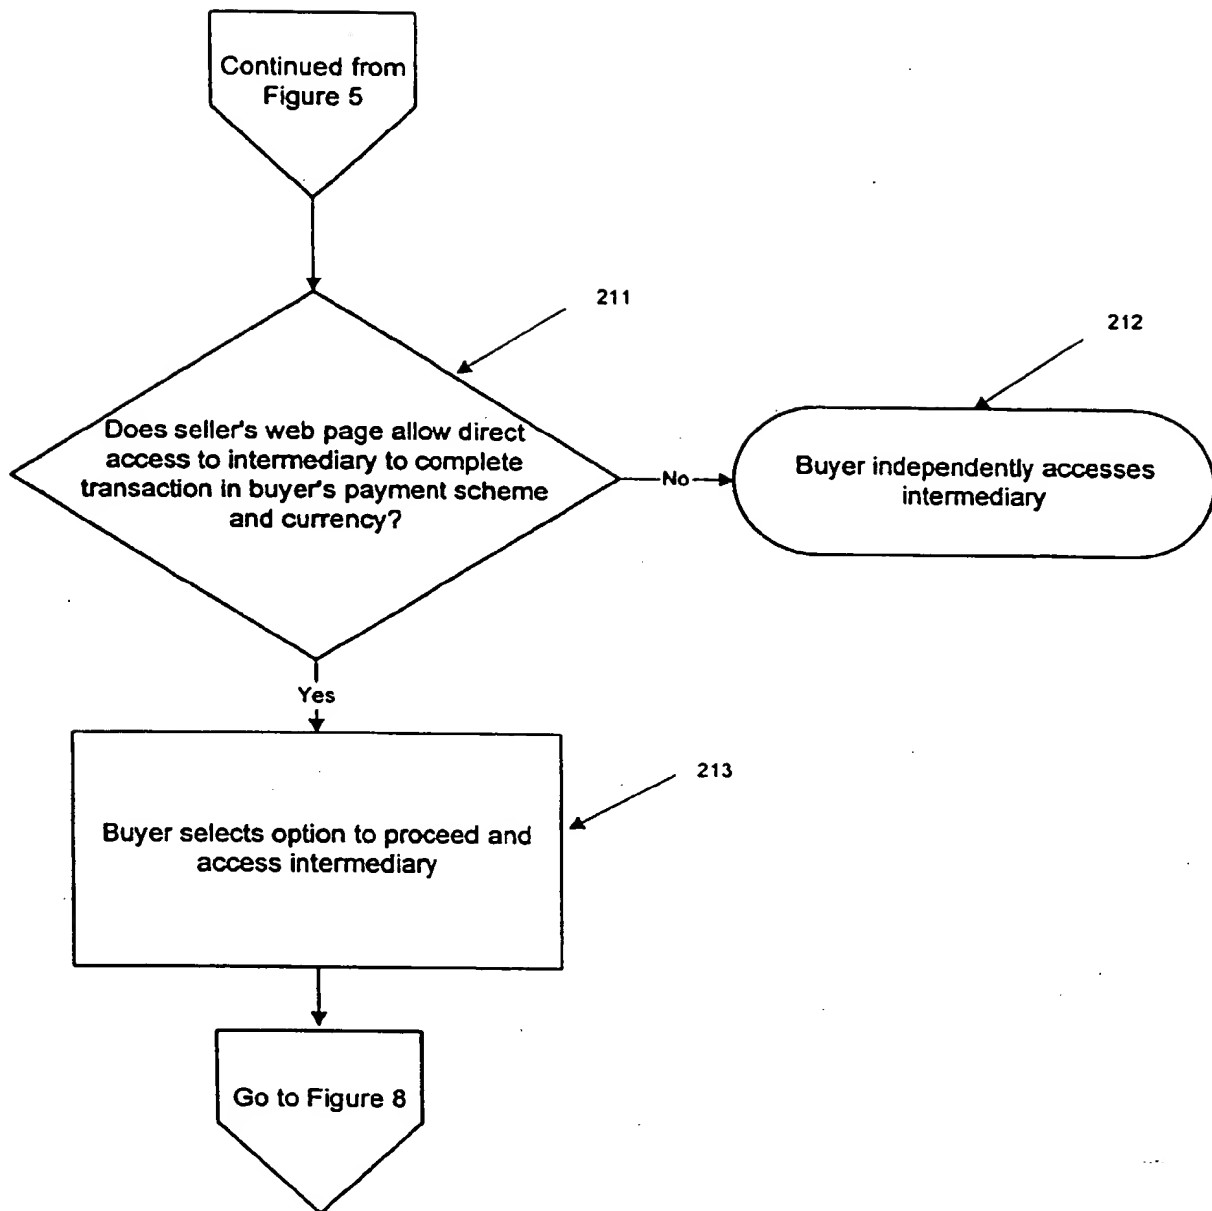 Continued from
Figure 5
211
212
Does seller's web page allow direct
access to intermediary to complete
transaction in buyer's payment scheme
and currency?
No
Buyer independently accesses
intermediary
Yes
213
Buyer selects option to proceed and
access intermediary
Go to Figure 8